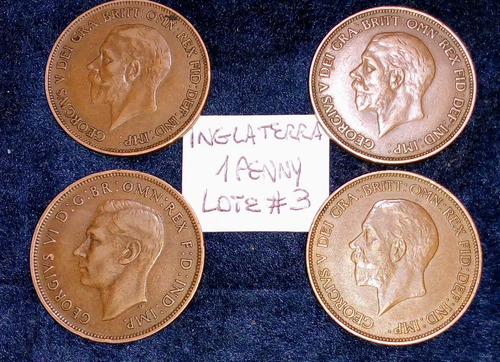 GEORGIVS V DEI GRA: BRITT: OMN: REX FID: DEF: IND: IMP:
GEORGIVS V DEI GRA: BRITT: OMN: REX FID: DEF: IND: IMP:
INGLATERRA
1 PENNY
LOTE #3
GEORGIVS VI D:G:BR:OMN:REX F:D:IND:IMP.
GEORGIVS V DEI GRA: BRITT: OMN: REX FID: DEF: IND: IMP: